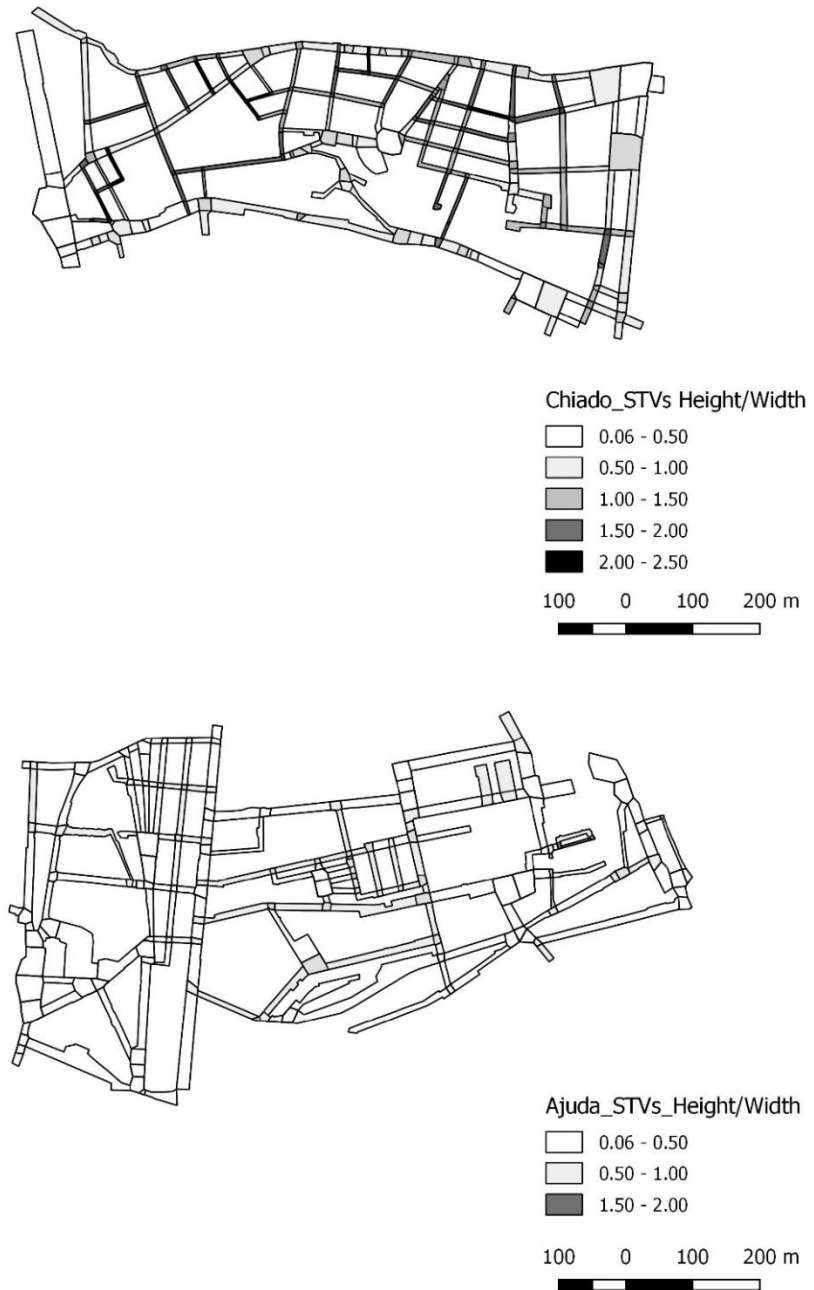 Chiado_STVs Height/Width
0.06 - 0.50
0.50 - 1.00
1.00 - 1.50
1.50 - 2.00
2.00 - 2.50
100 0 100 200 m
Ajuda_STVs_Height/Width
0.06 - 0.50
0.50 - 1.00
1.50 - 2.00
100 0 100 200 m